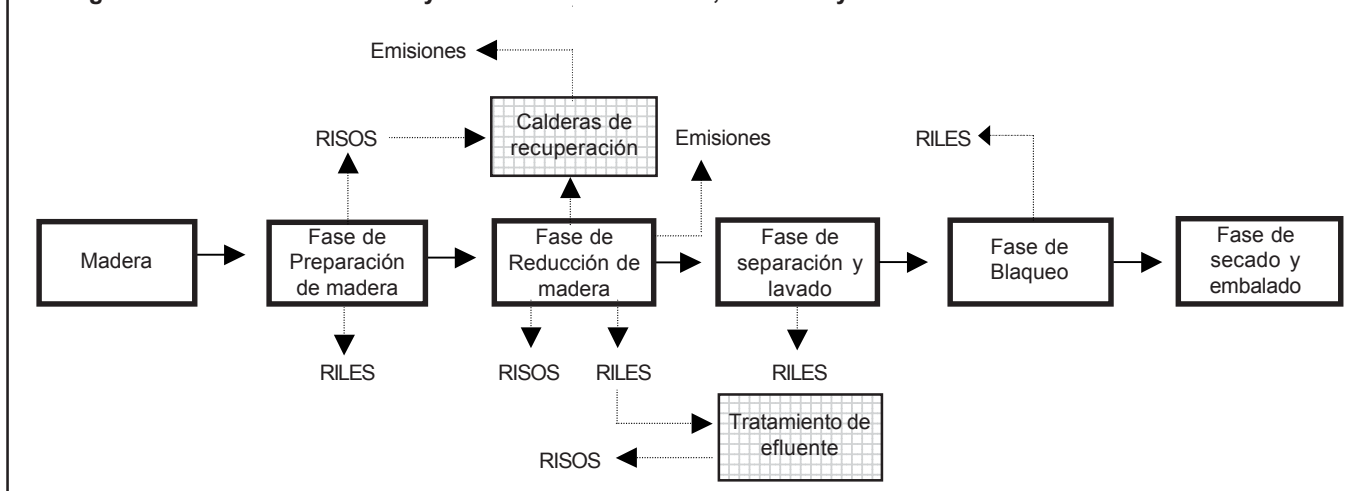 Emisiones
Calderas de
recuperación
RISOS
Emisiones
RILES
Madera
Fase de
Preparación
de madera
Fase de
Reducción de
madera
Fase de
separación y
lavado
Fase de
Blaqueo
Fase de
secado y
embalado
RILES
RISOS
RILES
RILES
Tratamiento de
efluente
RISOS